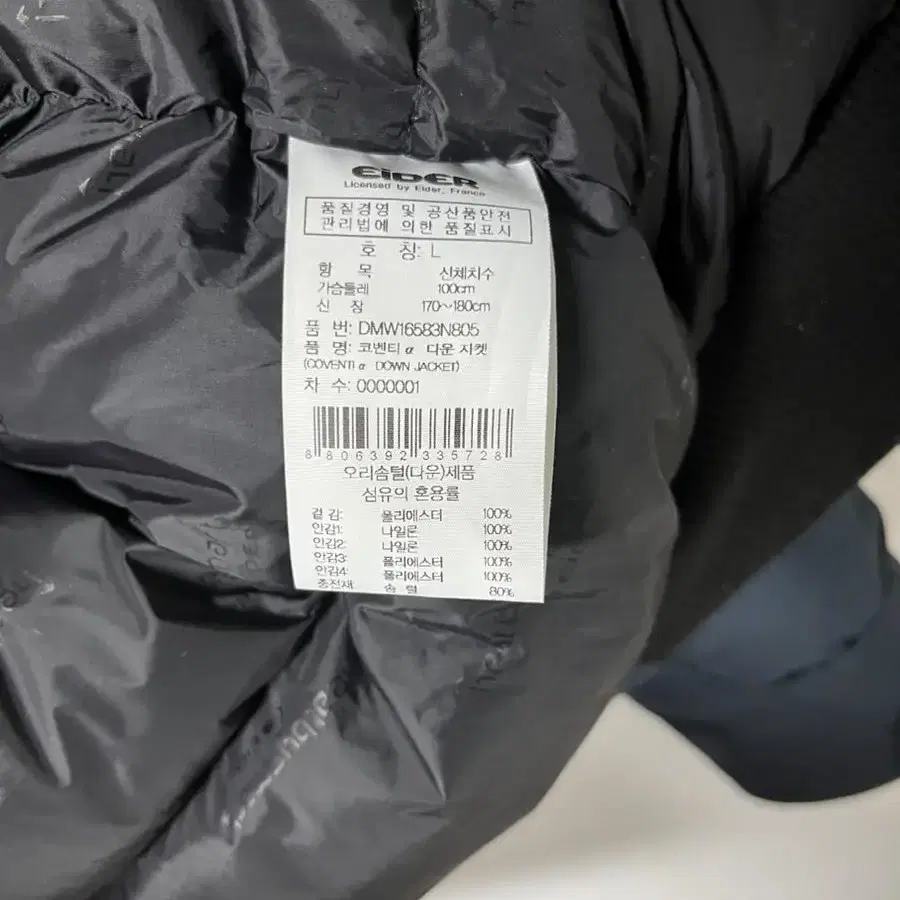 EiDER
Licensed by Eider, France
품질경영 및 공산품안전
관리법에 의한 품질표시
호 칭: L
항 목 신체치수
가슴둘레 100cm
신 장 170~180cm
품 번: DMW16583N805
품 명: 코벤티 α 다운 자켓
(COVENTI α DOWN JACKET)
차 수: 0000001
8 806392 335728
오리솜털(다운)제품
섬유의 혼용률
겉 감: 폴리에스터 100%
안감1: 나일론 100%
안감2: 나일론 100%
안감3: 폴리에스터 100%
안감4: 폴리에스터 100%
충전재: 솜 털 80%